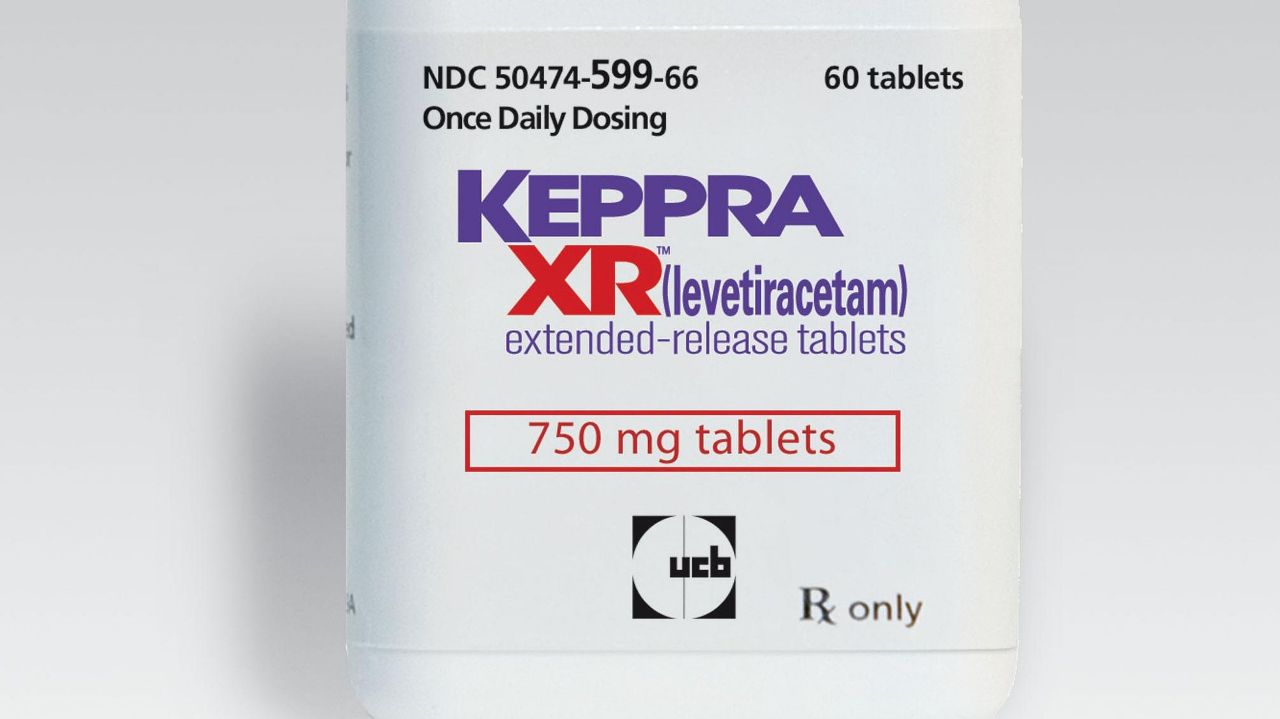 NDC 50474-599-66 60 tablets
Once Daily Dosing
KEPPRA
XR™ (levetiracetam)
extended-release tablets
750 mg tablets
ucb
Rx only